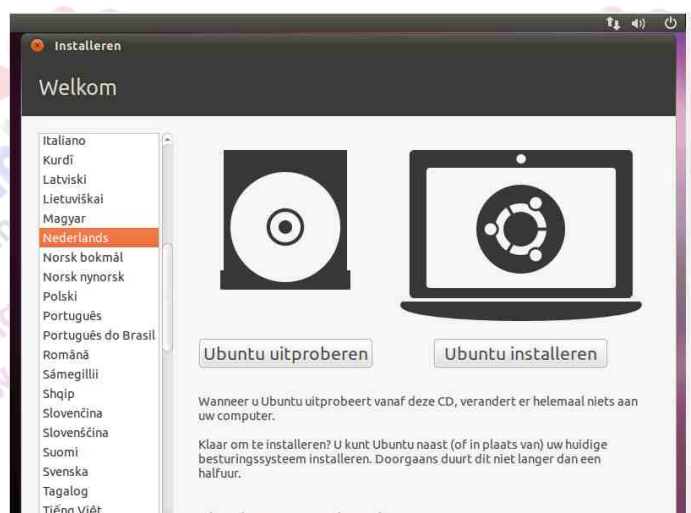 Installeren
Welkom
Italiano
Kurdî
Latviski
Lietuviškai
Magyar
Nederlands
Norsk bokmål
Norsk nynorsk
Polski
Português
Português do Brasil
Română
Sámegillii
Shqip
Slovenčina
Slovenščina
Suomi
Svenska
Tagalog
Tiếng Việt
Ubuntu uitproberen
Ubuntu installeren
Wanneer u Ubuntu uitprobeert vanaf deze CD, verandert er helemaal niets aan
uw computer.
Klaar om te installeren? U kunt Ubuntu naast (of in plaats van) uw huidige
besturingssysteem installeren. Doorgaans duurt dit niet langer dan een
halfuur.